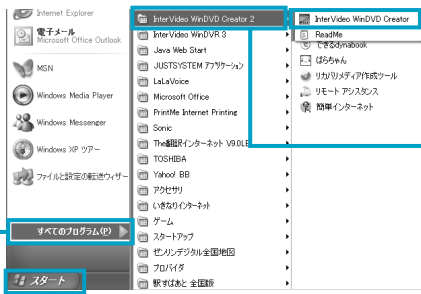 Internet Explorer
電子メール
Microsoft Office Outlook
MSN
Windows Media Player
Windows Messenger
Windows XP ツアー
ファイルと設定の転送ウィザー
すべてのプログラム(P)
スタート
InterVideo WinDVD Creator 2
InterVideo WinDVR 3
Java Web Start
JUSTSYSTEM アプリケーション
LaLaVoice
Microsoft Office
PrintMe Internet Printing
Sonic
The翻訳インターネット V9.0LE
TOSHIBA
Yahoo! BB
アクセサリ
いきなりインターネット
ゲーム
スタートアップ
ゼンリンデジタル全国地図
プロバイダ
駅すぱあと 全国版
InterVideo WinDVD Creator
ReadMe
できるdynabook
ぱらちゃん
リカバリメディア作成ツール
リモート アシスタンス
簡単インターネット